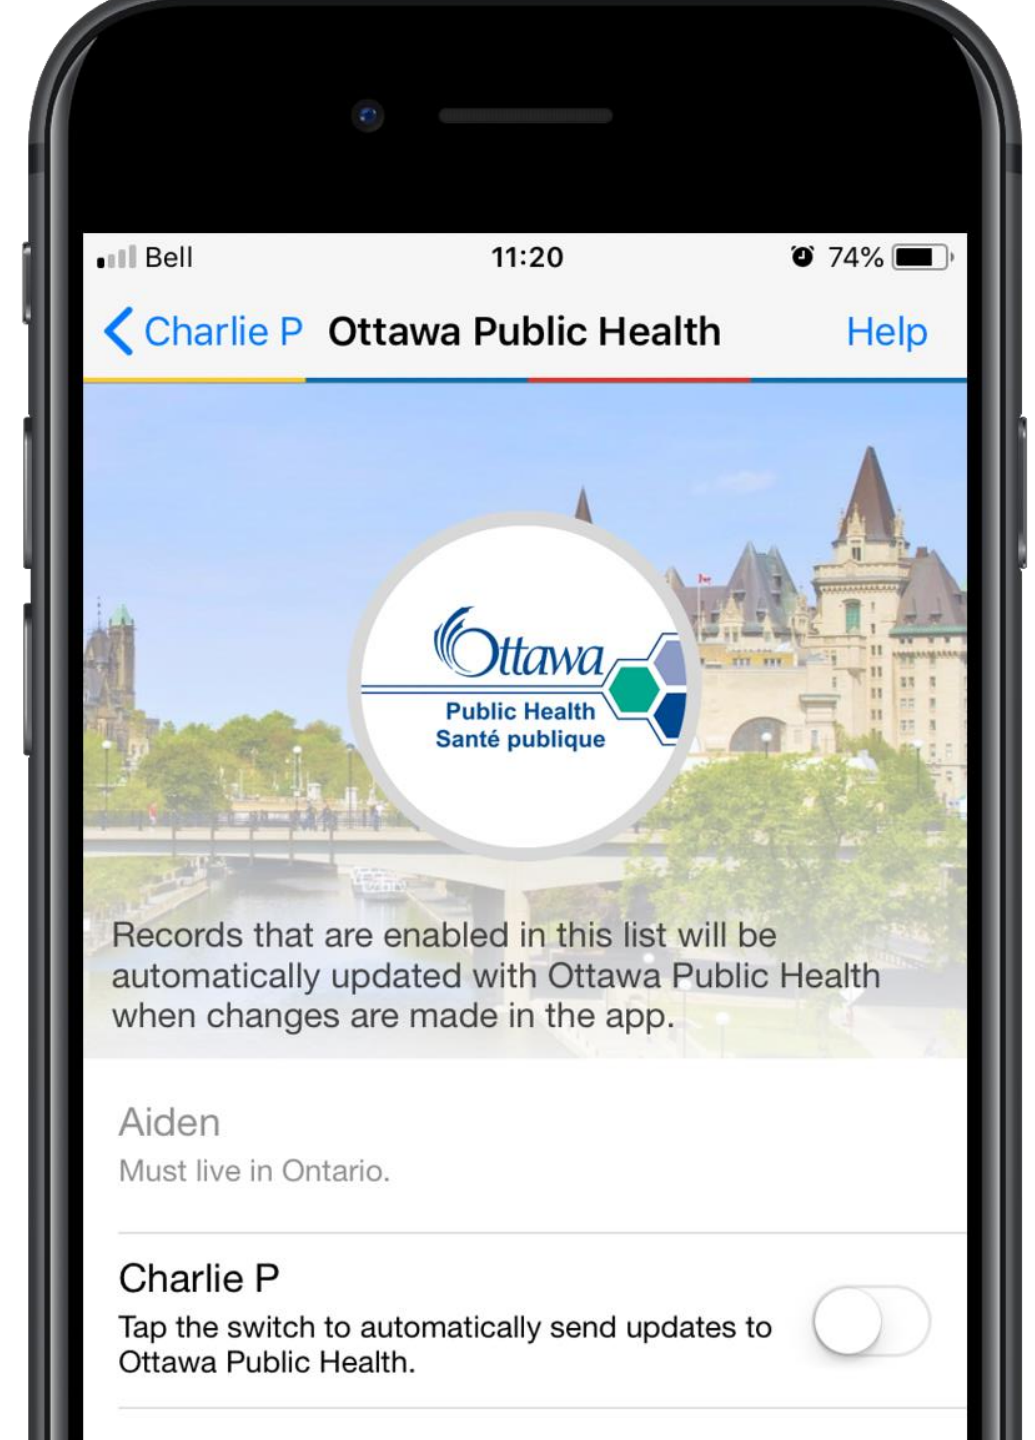 Bell
11:20
74%
Charlie P
Ottawa Public Health
Help
Ottawa
Public Health
Santé publique
Records that are enabled in this list will be
automatically updated with Ottawa Public Health
when changes are made in the app.
Aiden
Must live in Ontario.
Charlie P
Tap the switch to automatically send updates to
Ottawa Public Health.